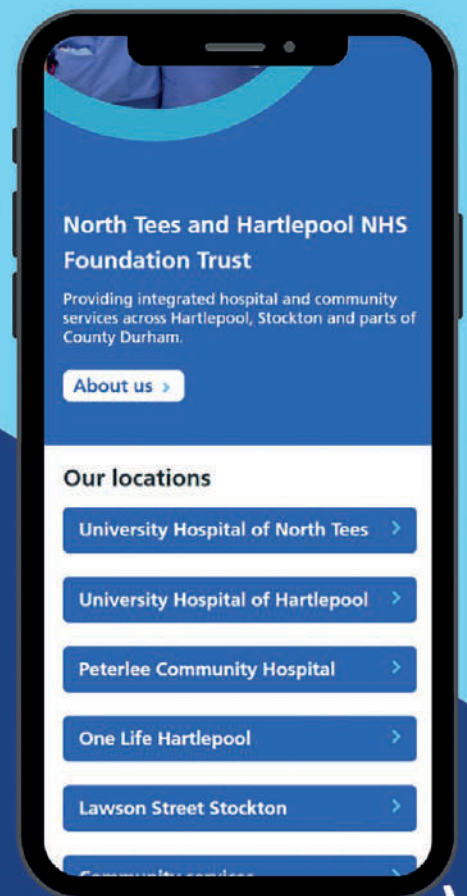 North Tees and Hartlepool NHS
Foundation Trust
Providing integrated hospital and community
services across Hartlepool, Stockton and parts of
County Durham.
About us
Our locations
University Hospital of North Tees
University Hospital of Hartlepool
Peterlee Community Hospital
One Life Hartlepool
Lawson Street Stockton
Community services